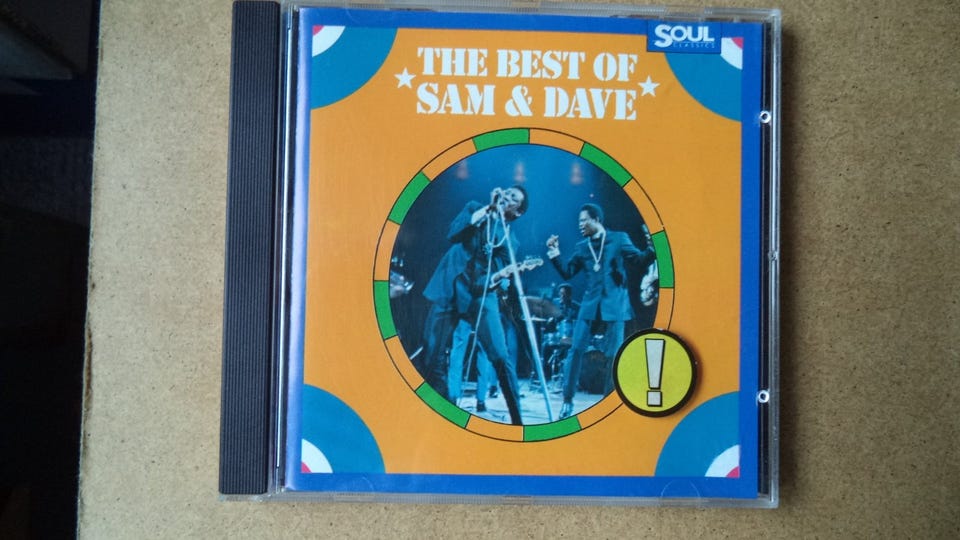 SOUL
CLASSICS
THE BEST OF
SAM & DAVE
!